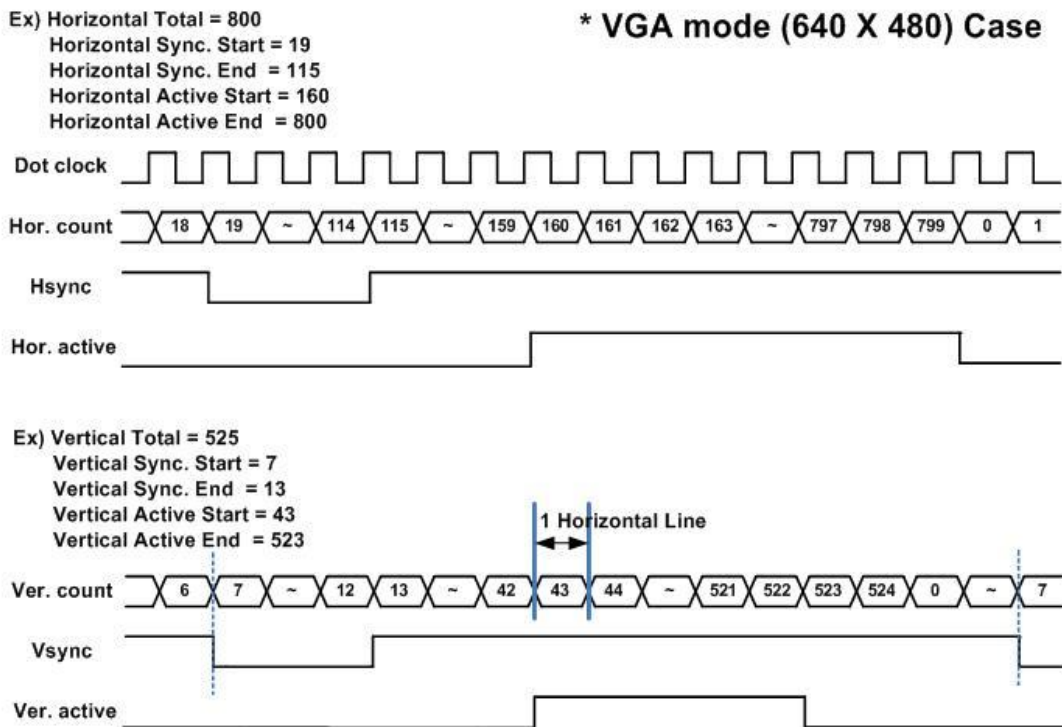 Ex) Horizontal Total = 800
* VGA mode (640 X 480) Case
Horizontal Sync. Start = 19
Horizontal Sync. End = 115
Horizontal Active Start = 160
Horizontal Active End = 800
Dot clock
Hor. count 18 19 ~ 114 115 ~ 159 160 161 162 163 ~ 797 798 799 0 1
Hsync
Hor. active
Ex) Vertical Total = 525
Vertical Sync. Start = 7
Vertical Sync. End = 13
Vertical Active Start = 43
Vertical Active End = 523
1 Horizontal Line
Ver. count 6 7 ~ 12 13 ~ 42 43 44 ~ 521 522 523 524 0 ~ 7
Vsync
Ver. active